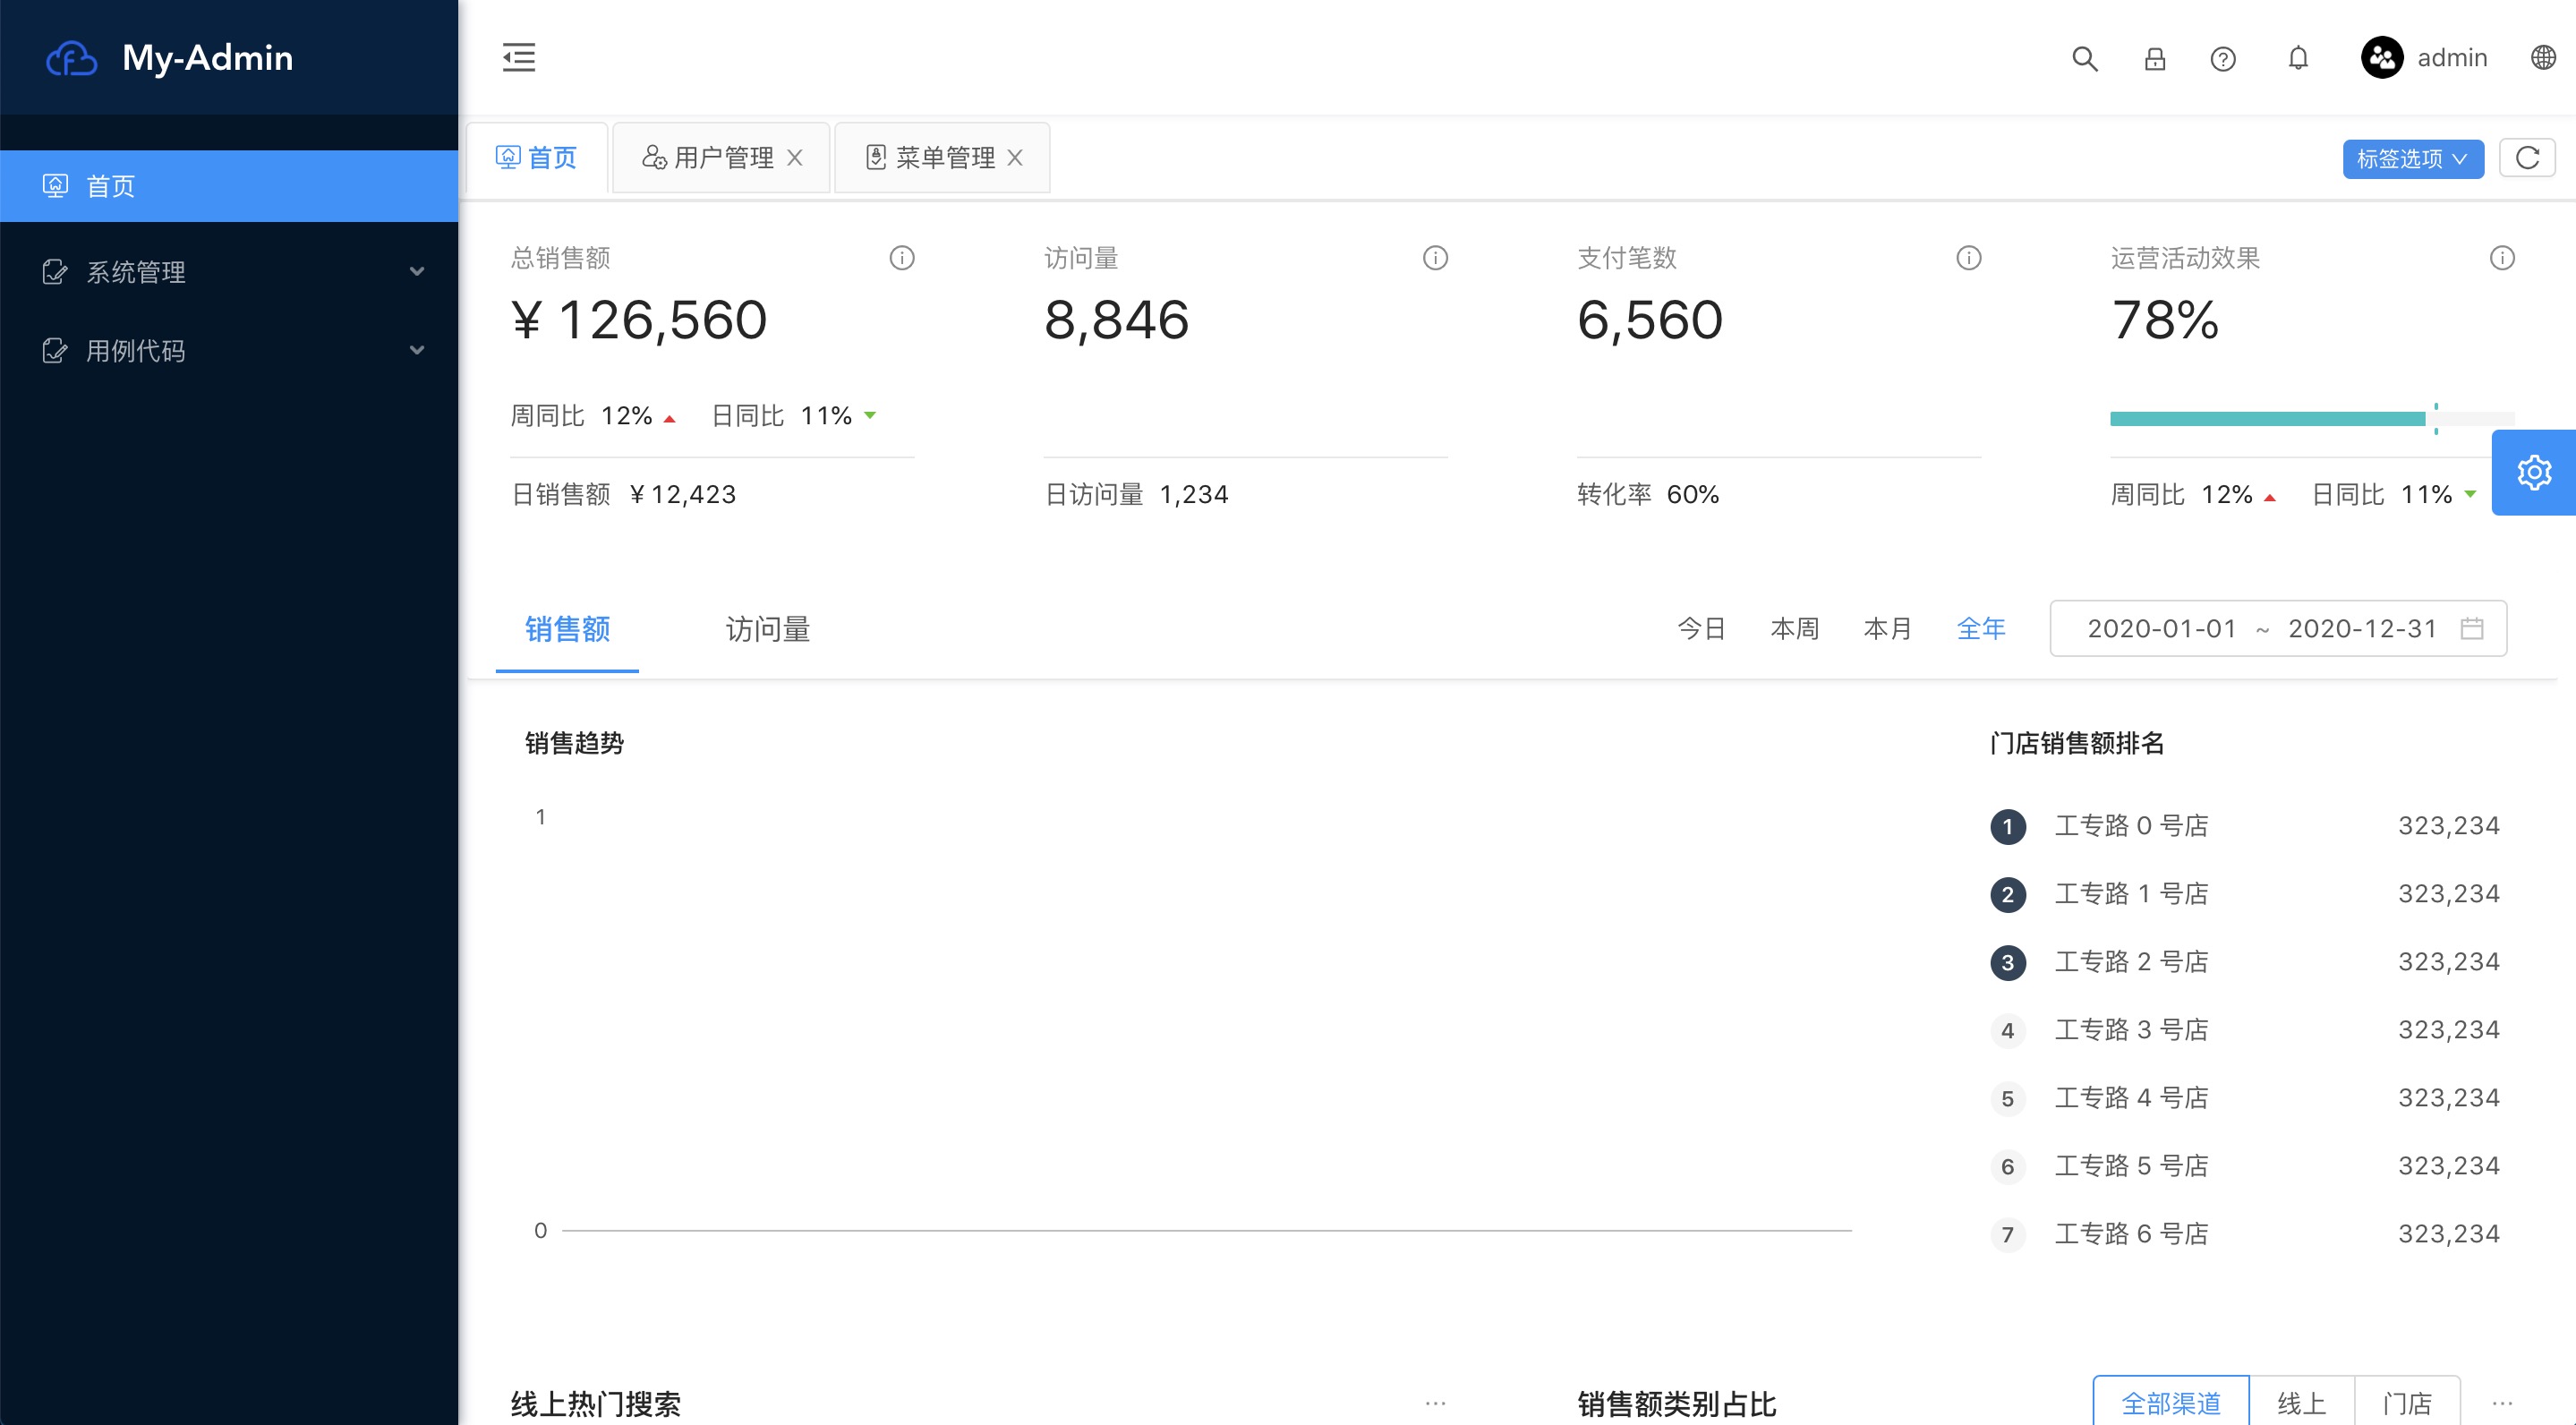 My-Admin
admin
首页
用户管理
菜单管理
标签选项
首页
系统管理
用例代码
总销售额
¥ 126,560
周同比 12% 日同比 11%
日销售额 ¥ 12,423
访问量
8,846
日访问量 1,234
支付笔数
6,560
转化率 60%
运营活动效果
78%
周同比 12% 日同比 11%
销售额 访问量
今日 本周 本月 全年 2020-01-01 ~ 2020-12-31
销售趋势
1
0
门店销售额排名
1 工专路 0 号店 323,234
2 工专路 1 号店 323,234
3 工专路 2 号店 323,234
4 工专路 3 号店 323,234
5 工专路 4 号店 323,234
6 工专路 5 号店 323,234
7 工专路 6 号店 323,234
线上热门搜索 ...
销售额类别占比 全部渠道 线上 门店 ...